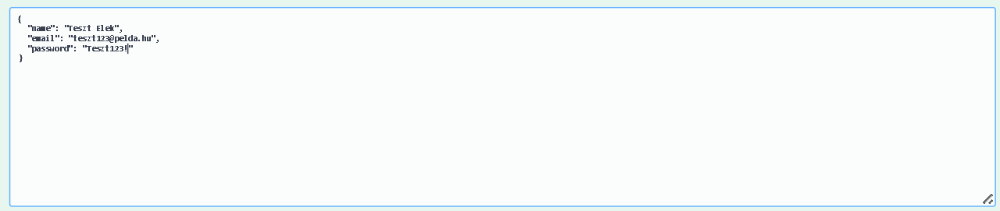 {
  "name": "Teszt Elek",
  "email": "teszt123@pelda.hu",
  "password": "Teszt123!"
}